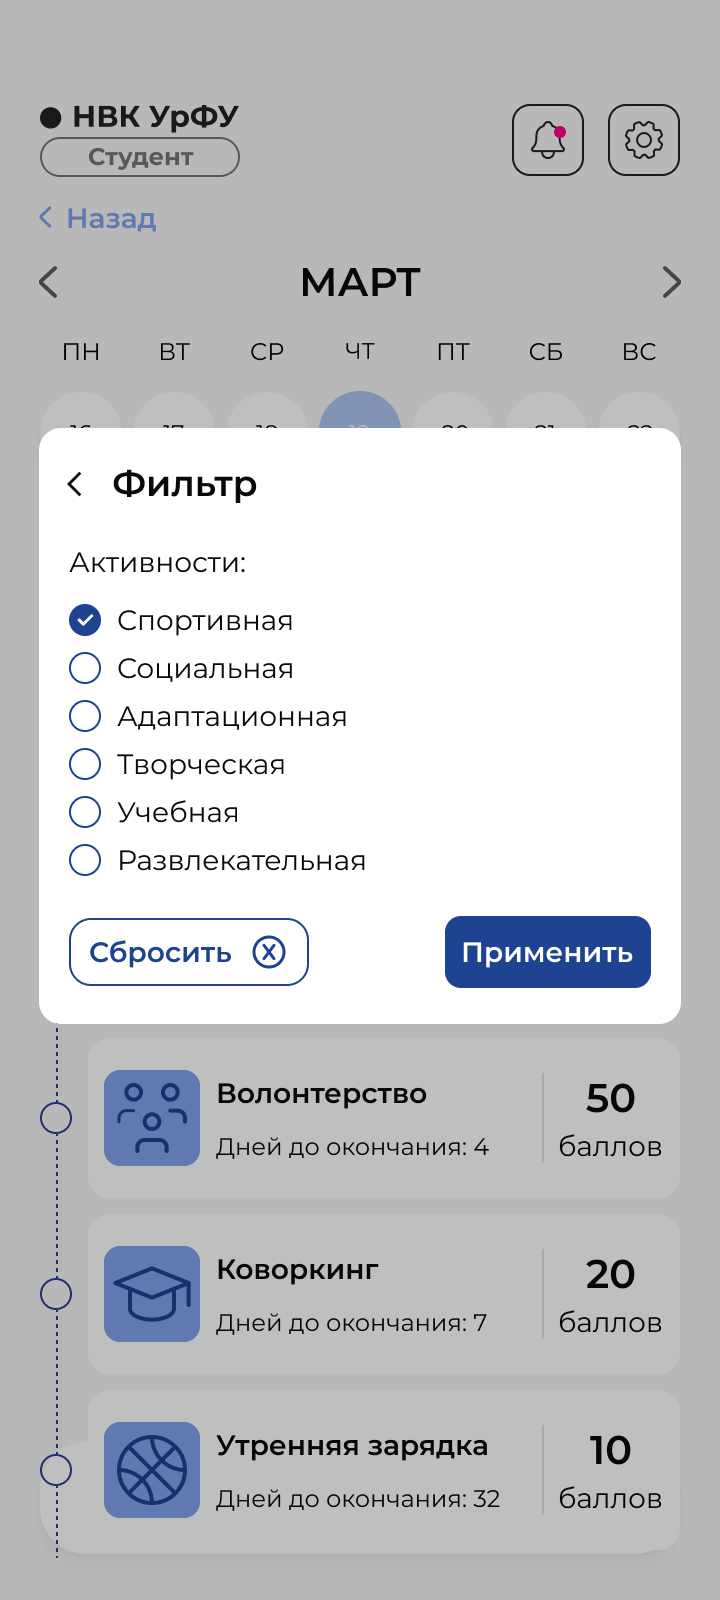 НВК УрФУ
Студент
Назад
МАРТ
ПН ВТ СР ЧТ ПТ СБ ВС
Фильтр
Активности:
Спортивная
Социальная
Адаптационная
Творческая
Учебная
Развлекательная
Сбросить
Применить
Волонтерство
Дней до окончания: 4
50
баллов
Коворкинг
Дней до окончания: 7
20
баллов
Утренняя зарядка
Дней до окончания: 32
10
баллов